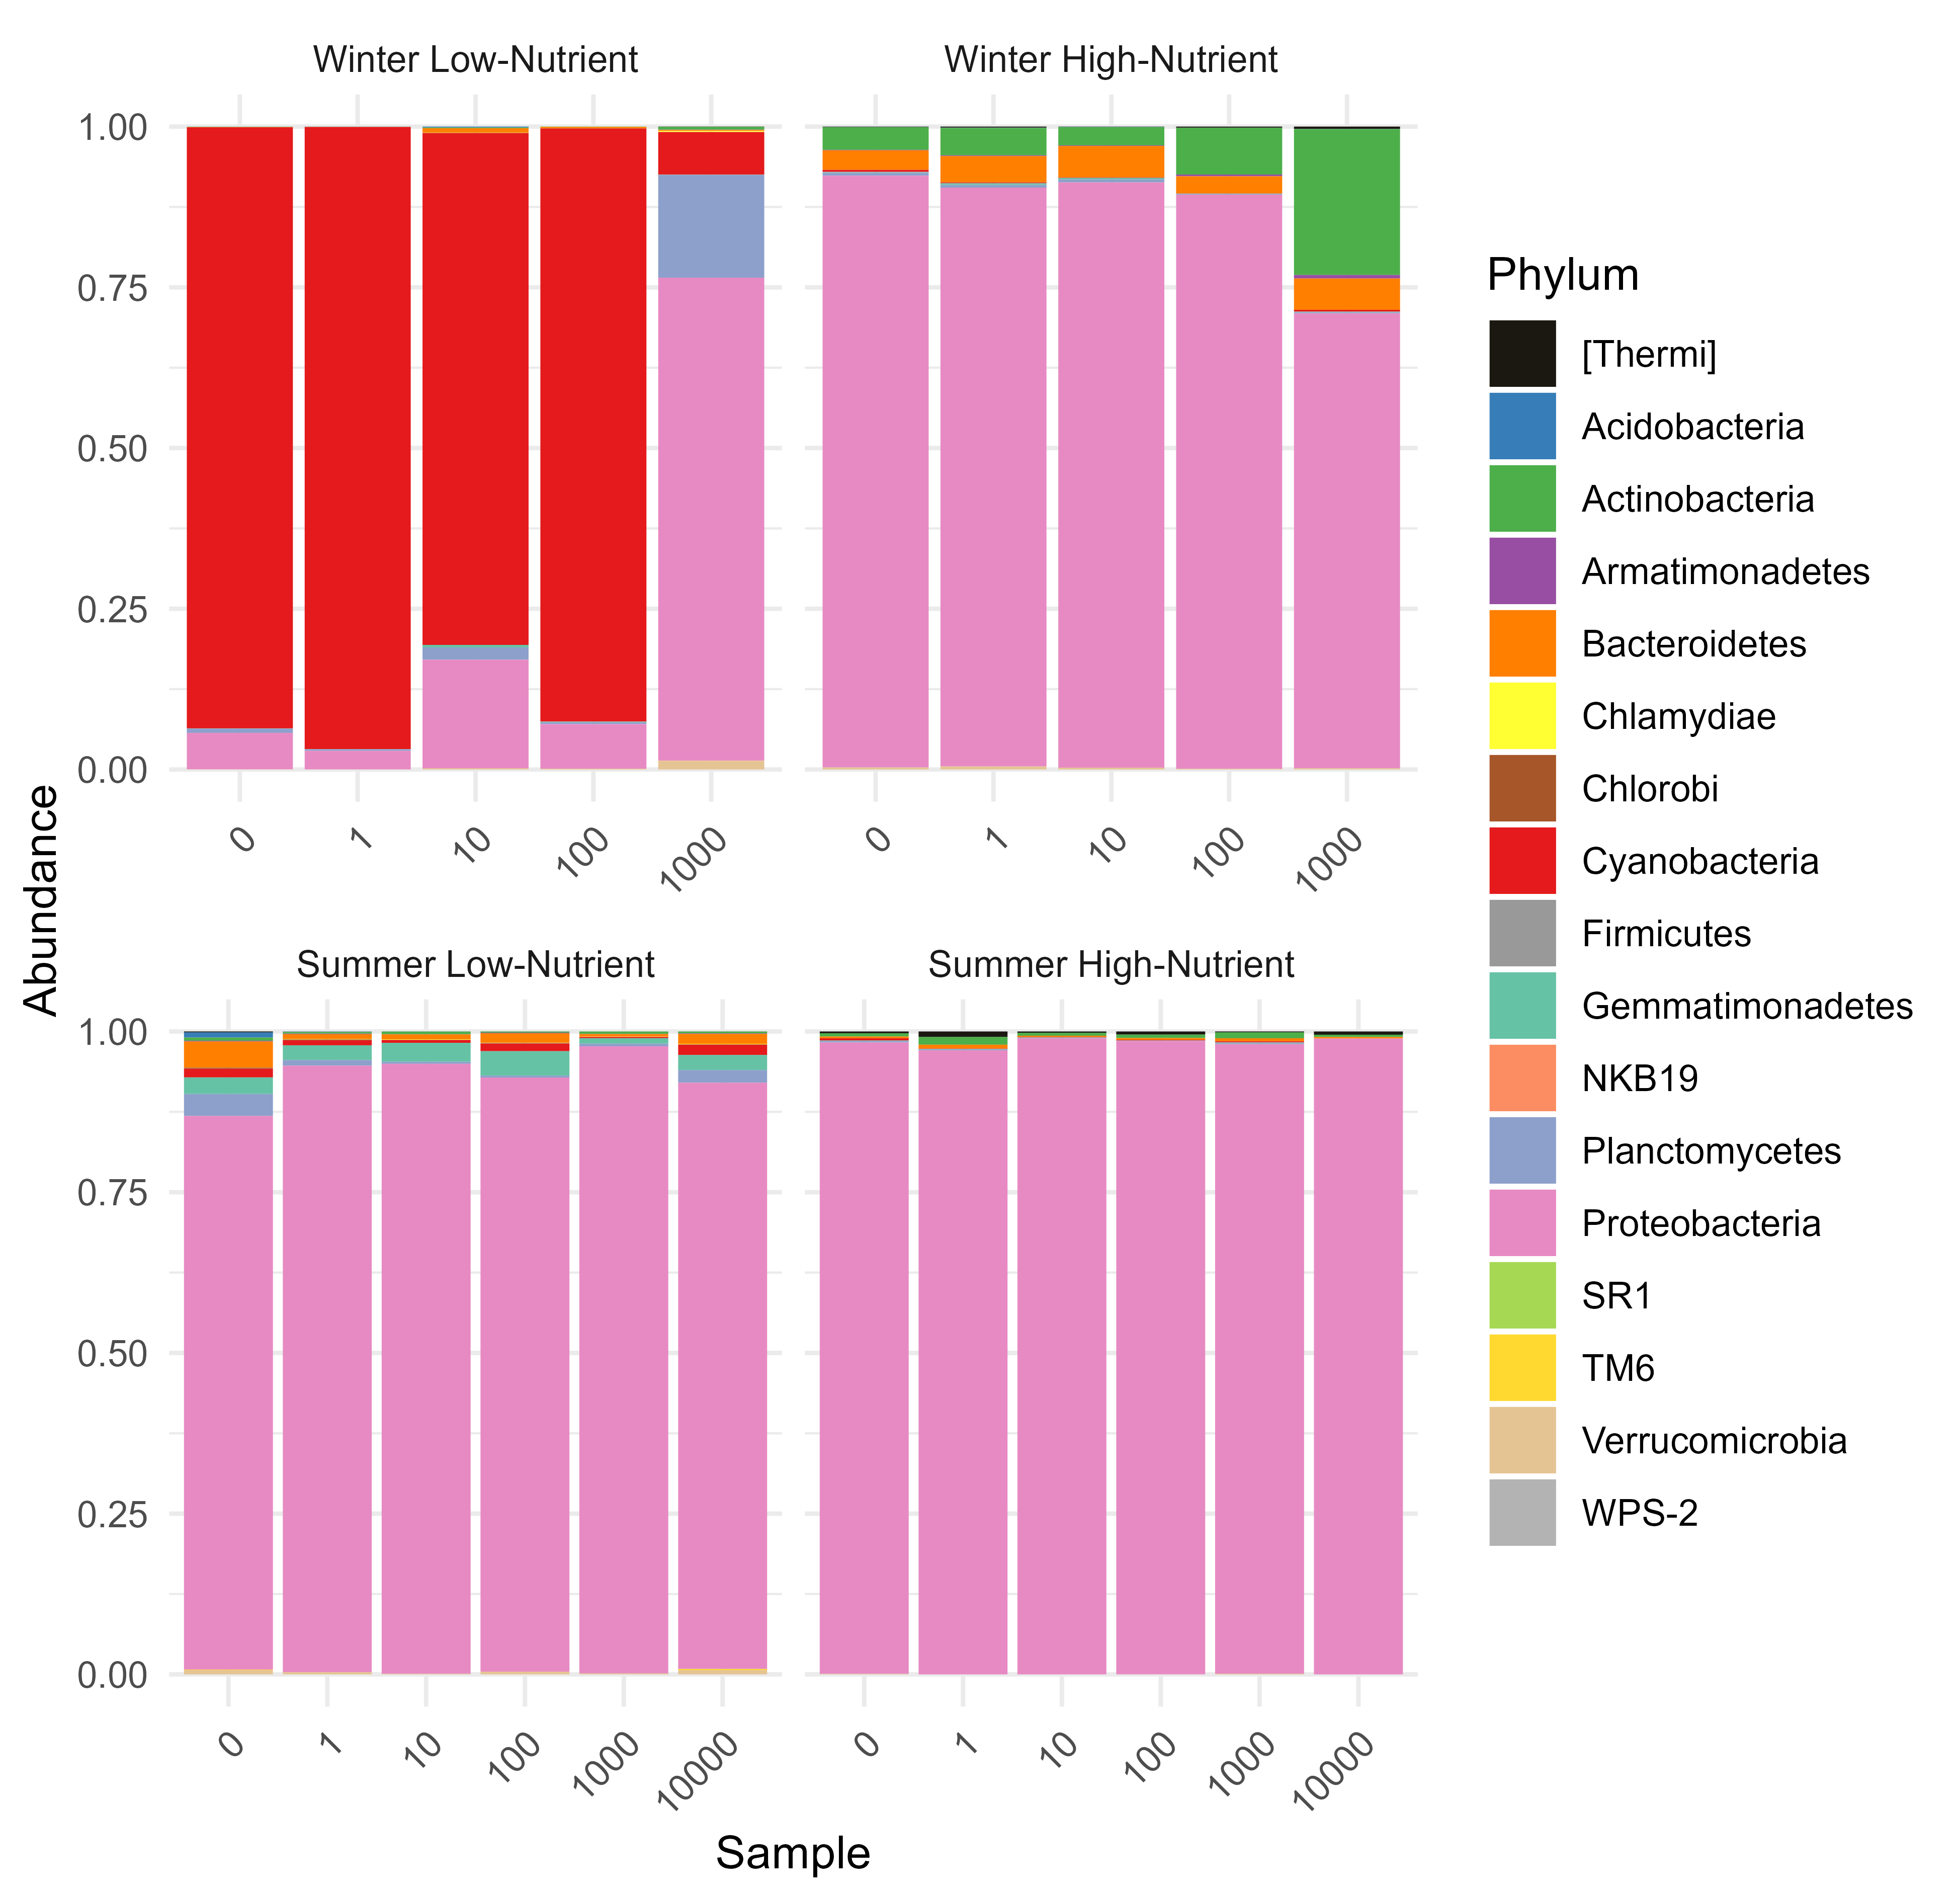 Winter Low-Nutrient
Winter High-Nutrient
1.00
0.75
0.50
0.25
0.00
0 1 10 100 1000
0 1 10 100 1000
Summer Low-Nutrient
Summer High-Nutrient
1.00
0.75
0.50
0.25
0.00
0 1 10 100 1000 10000
0 1 10 100 1000 10000
Abundance
Sample
Phylum
[Thermi]
Acidobacteria
Actinobacteria
Armatimonadetes
Bacteroidetes
Chlamydiae
Chlorobi
Cyanobacteria
Firmicutes
Gemmatimonadetes
NKB19
Planctomycetes
Proteobacteria
SR1
TM6
Verrucomicrobia
WPS-2